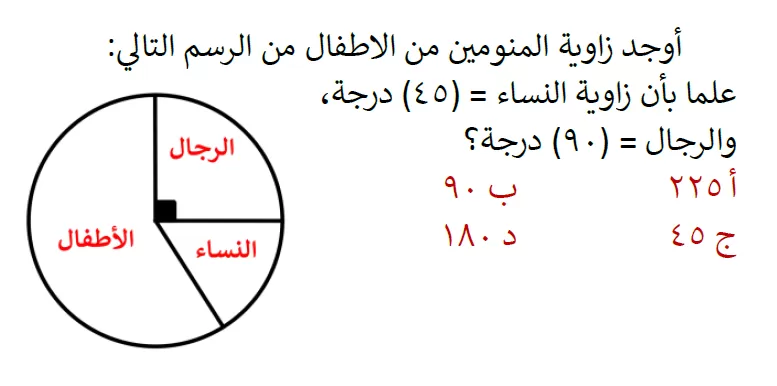 أوجد زاوية المنومين من الاطفال من الرسم التالي:
علما بأن زاوية النساء = (٤٥) درجة،
والرجال = (٩٠) درجة؟
أ ٢٢٥ ب ٩٠
ج ٤٥ د ١٨٠
الرجال
النساء
الأطفال